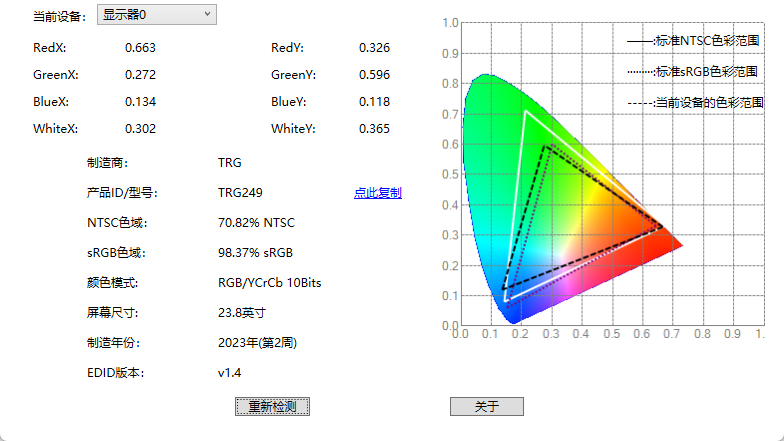 当前设备： 显示器0
RedX: 0.663 RedY: 0.326
GreenX: 0.272 GreenY: 0.596
BlueX: 0.134 BlueY: 0.118
WhiteX: 0.302 WhiteY: 0.365
制造商： TRG
产品ID/型号： TRG249 点此复制
NTSC色域： 70.82% NTSC
sRGB色域： 98.37% sRGB
颜色模式： RGB/YCrCb 10Bits
屏幕尺寸： 23.8英寸
制造年份： 2023年(第2周)
EDID版本： v1.4
重新检测 关于
1.0
0.9
0.8
0.7
0.6
0.5
0.4
0.3
0.2
0.1
0.0
0.0 0.1 0.2 0.3 0.4 0.5 0.6 0.7 0.8 0.9 1.
:标准NTSC色彩范围
:标准sRGB色彩范围
:当前设备的色彩范围